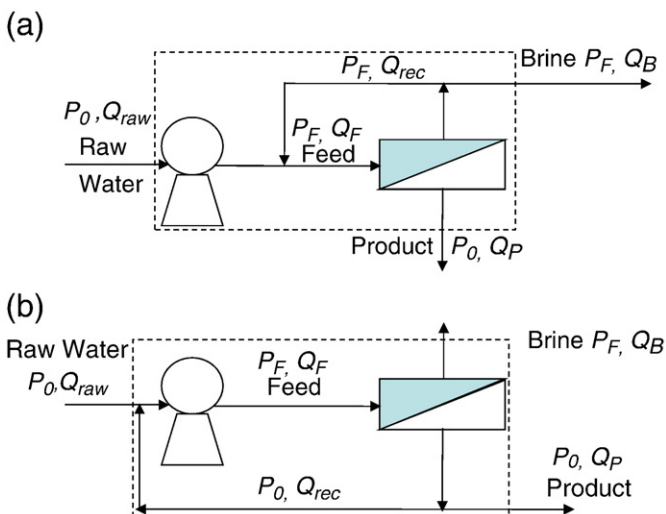 (a)
P_F, Q_rec
Brine P_F, Q_B
P_0 ,Q_raw
Raw
Water
P_F, Q_F
Feed
Product P_0, Q_P
(b)
Raw Water
P_0,Q_raw
P_F, Q_F
Feed
Brine P_F, Q_B
P_0, Q_rec
P_0, Q_P
Product